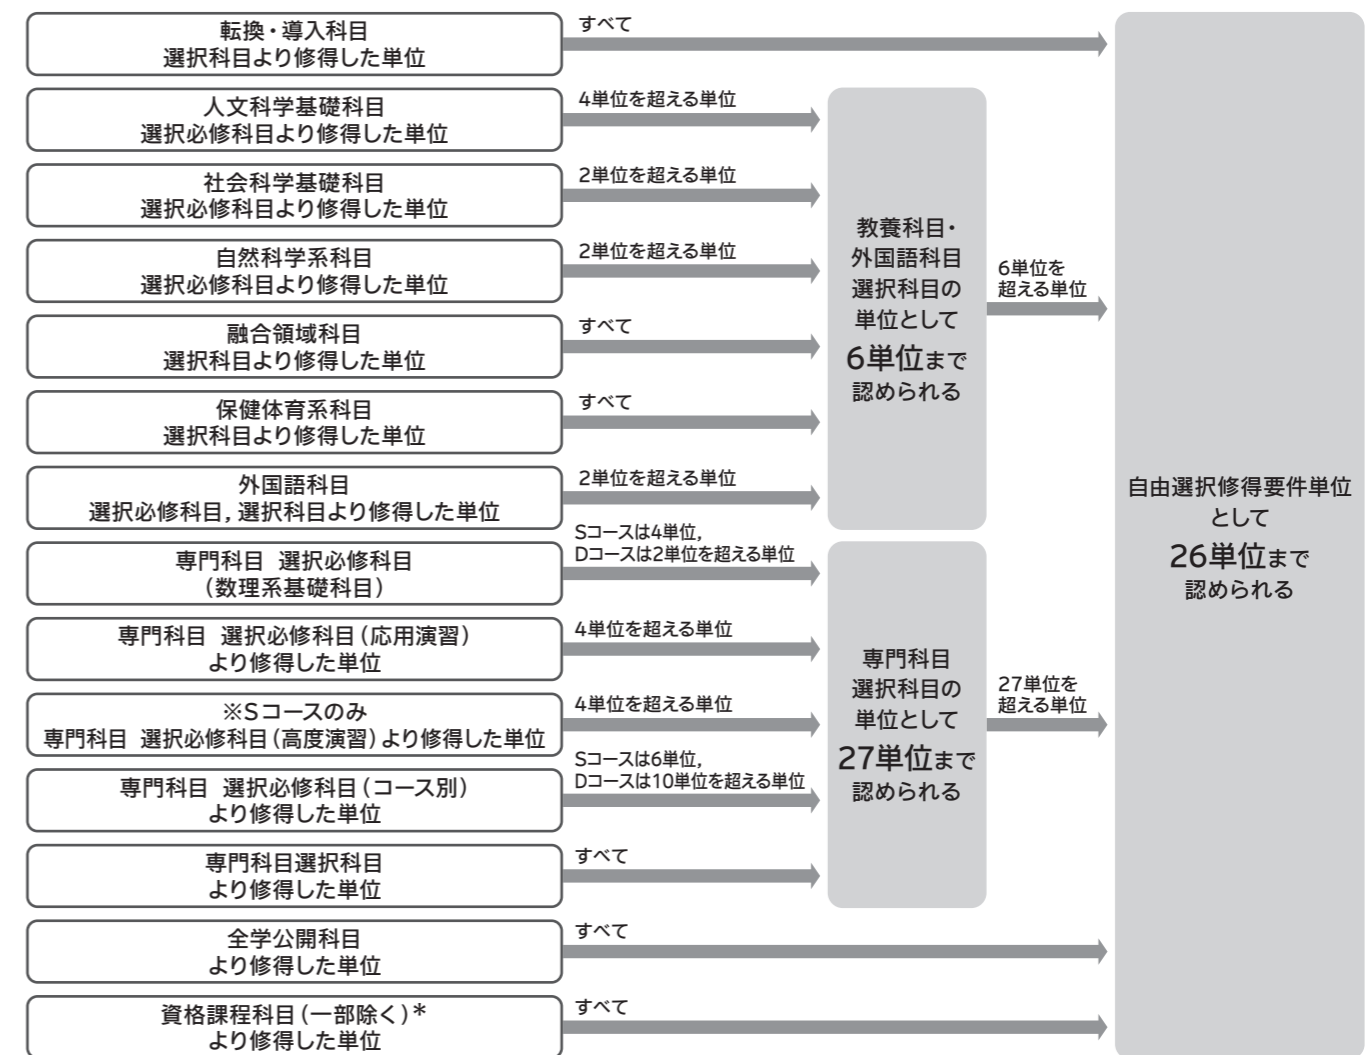 転換・導入科目
選択科目より修得した単位
すべて
人文科学基礎科目
選択必修科目より修得した単位
4単位を超える単位
社会科学基礎科目
選択必修科目より修得した単位
2単位を超える単位
自然科学系科目
選択必修科目より修得した単位
2単位を超える単位
融合領域科目
選択科目より修得した単位
すべて
保健体育系科目
選択科目より修得した単位
すべて
外国語科目
選択必修科目,選択科目より修得した単位
2単位を超える単位
教養科目・
外国語科目
選択科目の
単位として
6単位まで
認められる
6単位を
超える単位
専門科目 選択必修科目
(数理系基礎科目)
Sコースは4単位,
Dコースは2単位を超える単位
専門科目 選択必修科目(応用演習)
より修得した単位
4単位を超える単位
※Sコースのみ
専門科目 選択必修科目(高度演習)より修得した単位
4単位を超える単位
専門科目 選択必修科目(コース別)
より修得した単位
Sコースは6単位,
Dコースは10単位を超える単位
専門科目選択科目
より修得した単位
すべて
専門科目
選択科目の
単位として
27単位まで
認められる
27単位を
超える単位
全学公開科目
より修得した単位
すべて
資格課程科目(一部除く)*
より修得した単位
すべて
自由選択修得要件単位
として
26単位まで
認められる